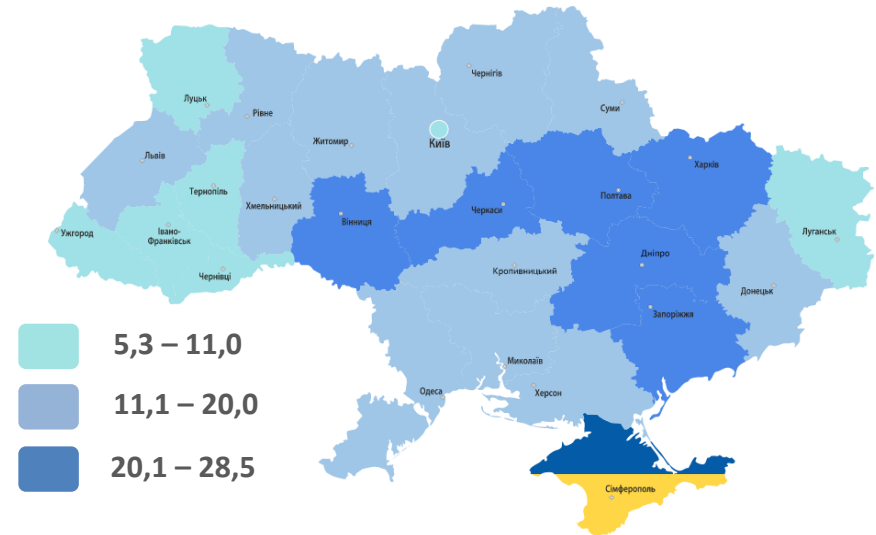 Чернігів
Луцьк
Суми
Рівне
Житомир
Київ
Львів
Харків
Тернопіль
Полтава
Хмельницький
Черкаси
Вінниця
Ужгород
Івано-
Франківськ
Луганськ
Дніпро
Чернівці
Кропивницький
Донецьк
Запоріжжя
5,3 – 11,0
Миколаїв
Одеса
Херсон
11,1 – 20,0
20,1 – 28,5
Сімферополь